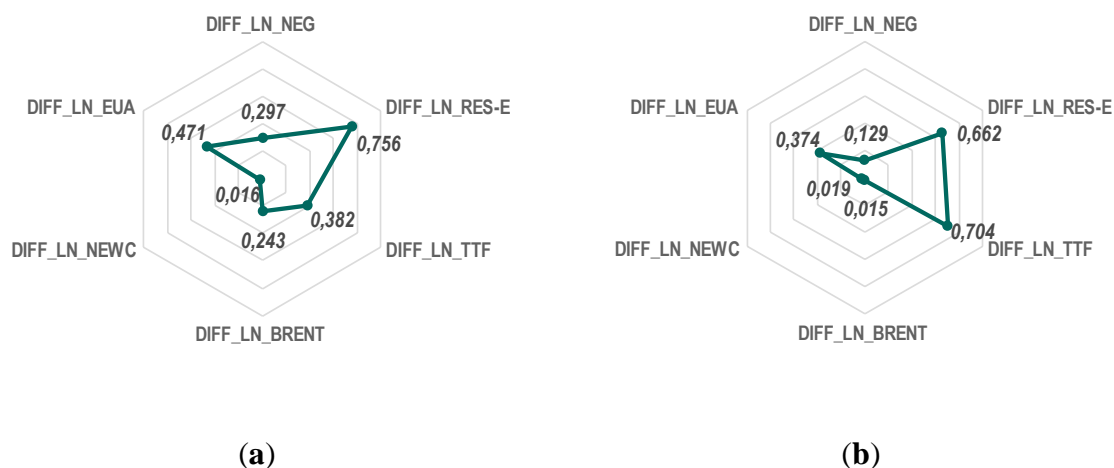 DIFF_LN_NEG
DIFF_LN_EUA
DIFF_LN_RES-E
0,297
0,471
0,756
0,016
0,382
0,243
DIFF_LN_NEWC
DIFF_LN_TTF
DIFF_LN_BRENT
(a)
DIFF_LN_NEG
DIFF_LN_EUA
DIFF_LN_RES-E
0,129
0,374
0,662
0,019
0,015
0,704
DIFF_LN_NEWC
DIFF_LN_TTF
DIFF_LN_BRENT
(b)